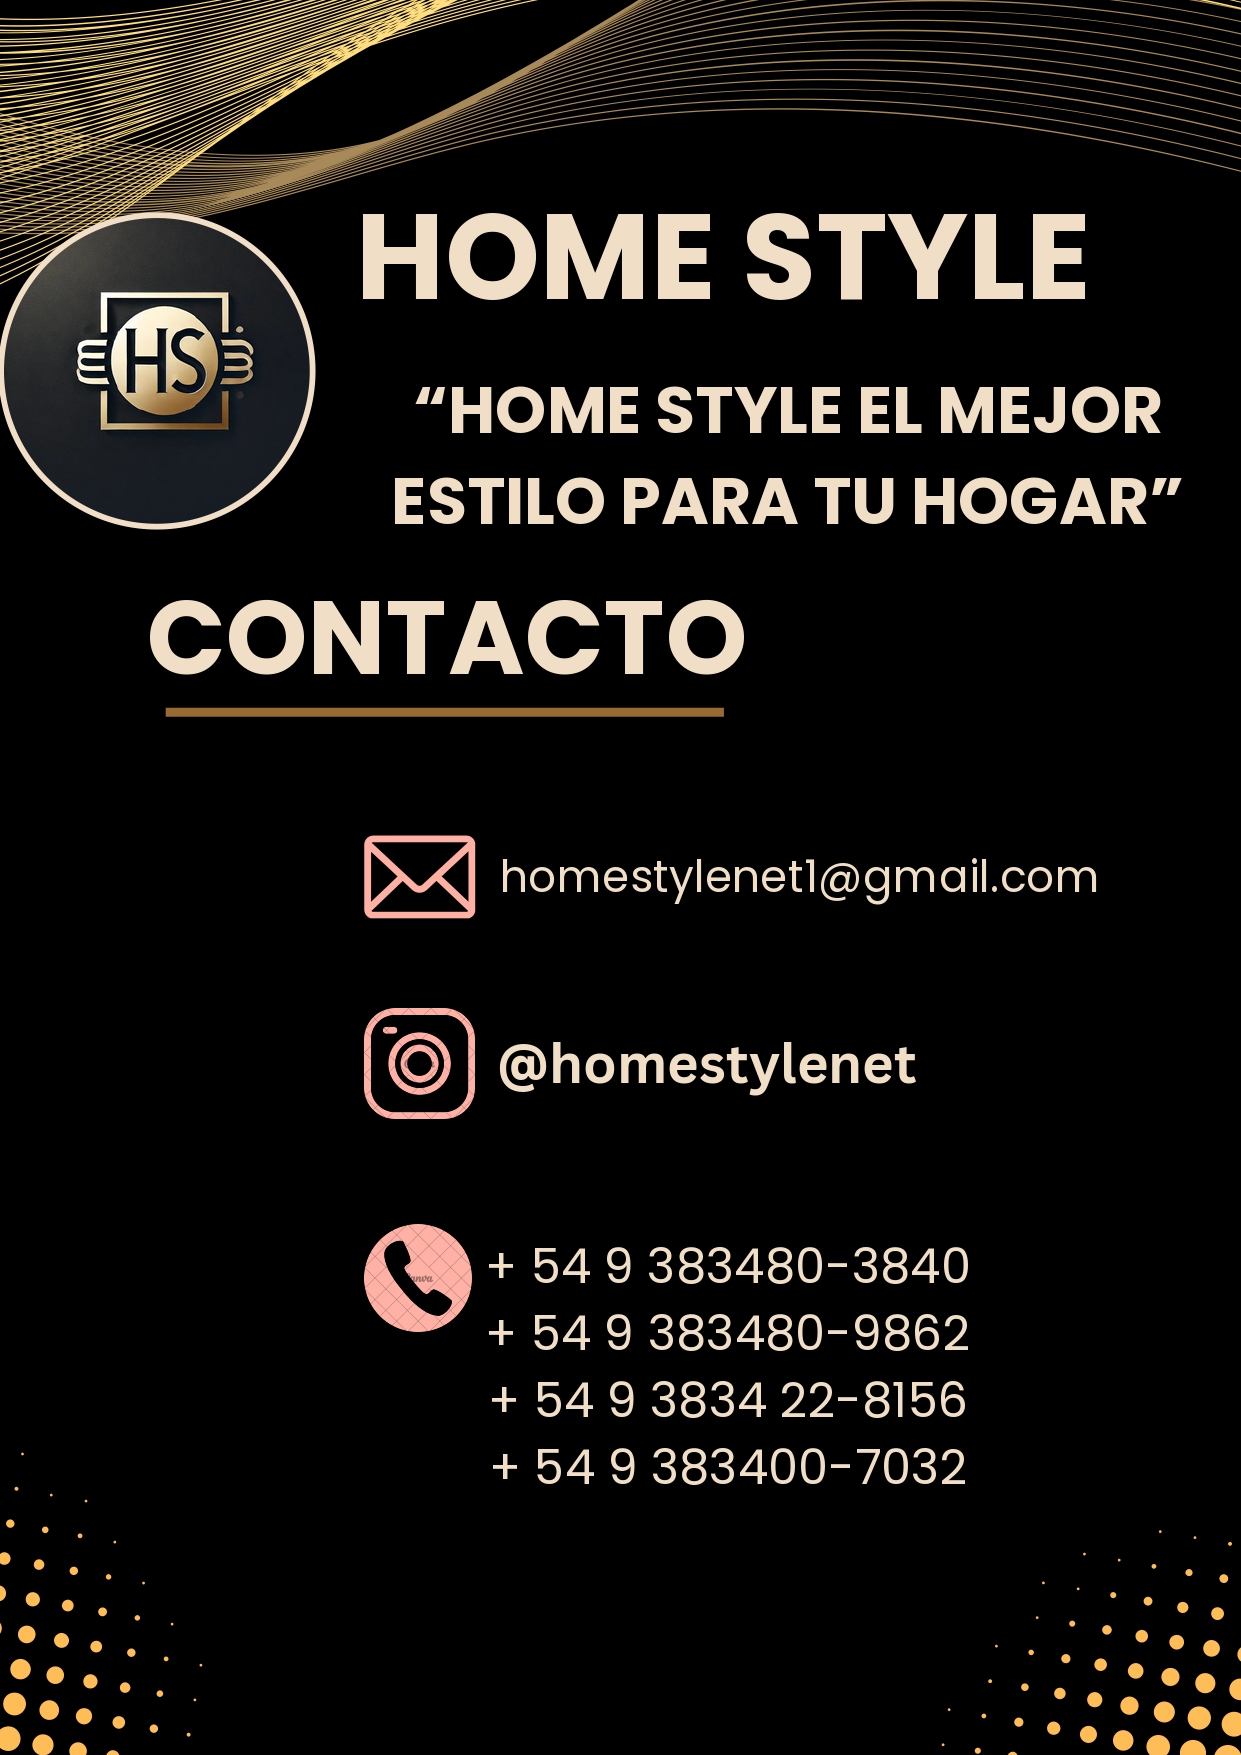 HOME STYLE
HS
“HOME STYLE EL MEJOR
ESTILO PARA TU HOGAR”
CONTACTO
homestylenet1@gmail.com
@homestylenet
+ 54 9 383480-3840
+ 54 9 383480-9862
+ 54 9 3834 22-8156
+ 54 9 383400-7032